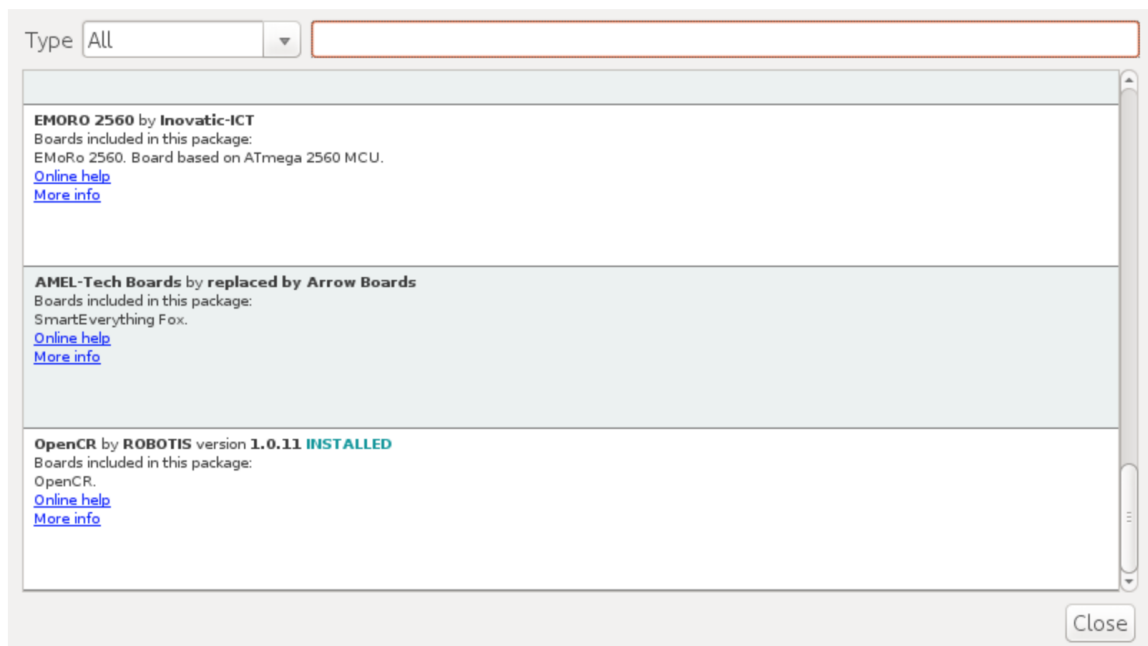 Type All
EMORO 2560 by Inovatic-ICT
Boards included in this package:
EMoRo 2560. Board based on ATmega 2560 MCU.
Online help
More info
AMEL-Tech Boards by replaced by Arrow Boards
Boards included in this package:
SmartEverything Fox.
Online help
More info
OpenCR by ROBOTIS version 1.0.11 INSTALLED
Boards included in this package:
OpenCR.
Online help
More info
Close